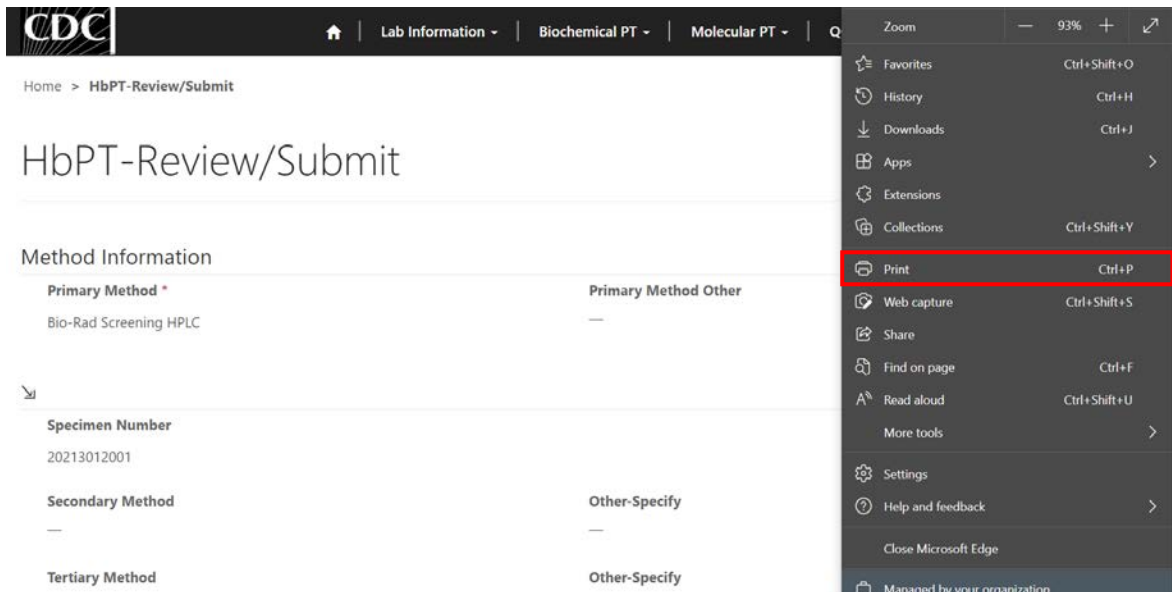 CDC
Lab Information
Biochemical PT
Molecular PT
Q
Home > HbPT-Review/Submit
HbPT-Review/Submit
Method Information
Primary Method *
Primary Method Other
Bio-Rad Screening HPLC
—
Specimen Number
20213012001
Secondary Method
Other-Specify
—
—
Tertiary Method
Other-Specify
Zoom — 93% +
Favorites Ctrl+Shift+O
History Ctrl+H
Downloads Ctrl+J
Apps
Extensions
Collections Ctrl+Shift+Y
Print Ctrl+P
Web capture Ctrl+Shift+S
Share
Find on page Ctrl+F
Read aloud Ctrl+Shift+U
More tools
Settings
Help and feedback
Close Microsoft Edge
Managed by your organization